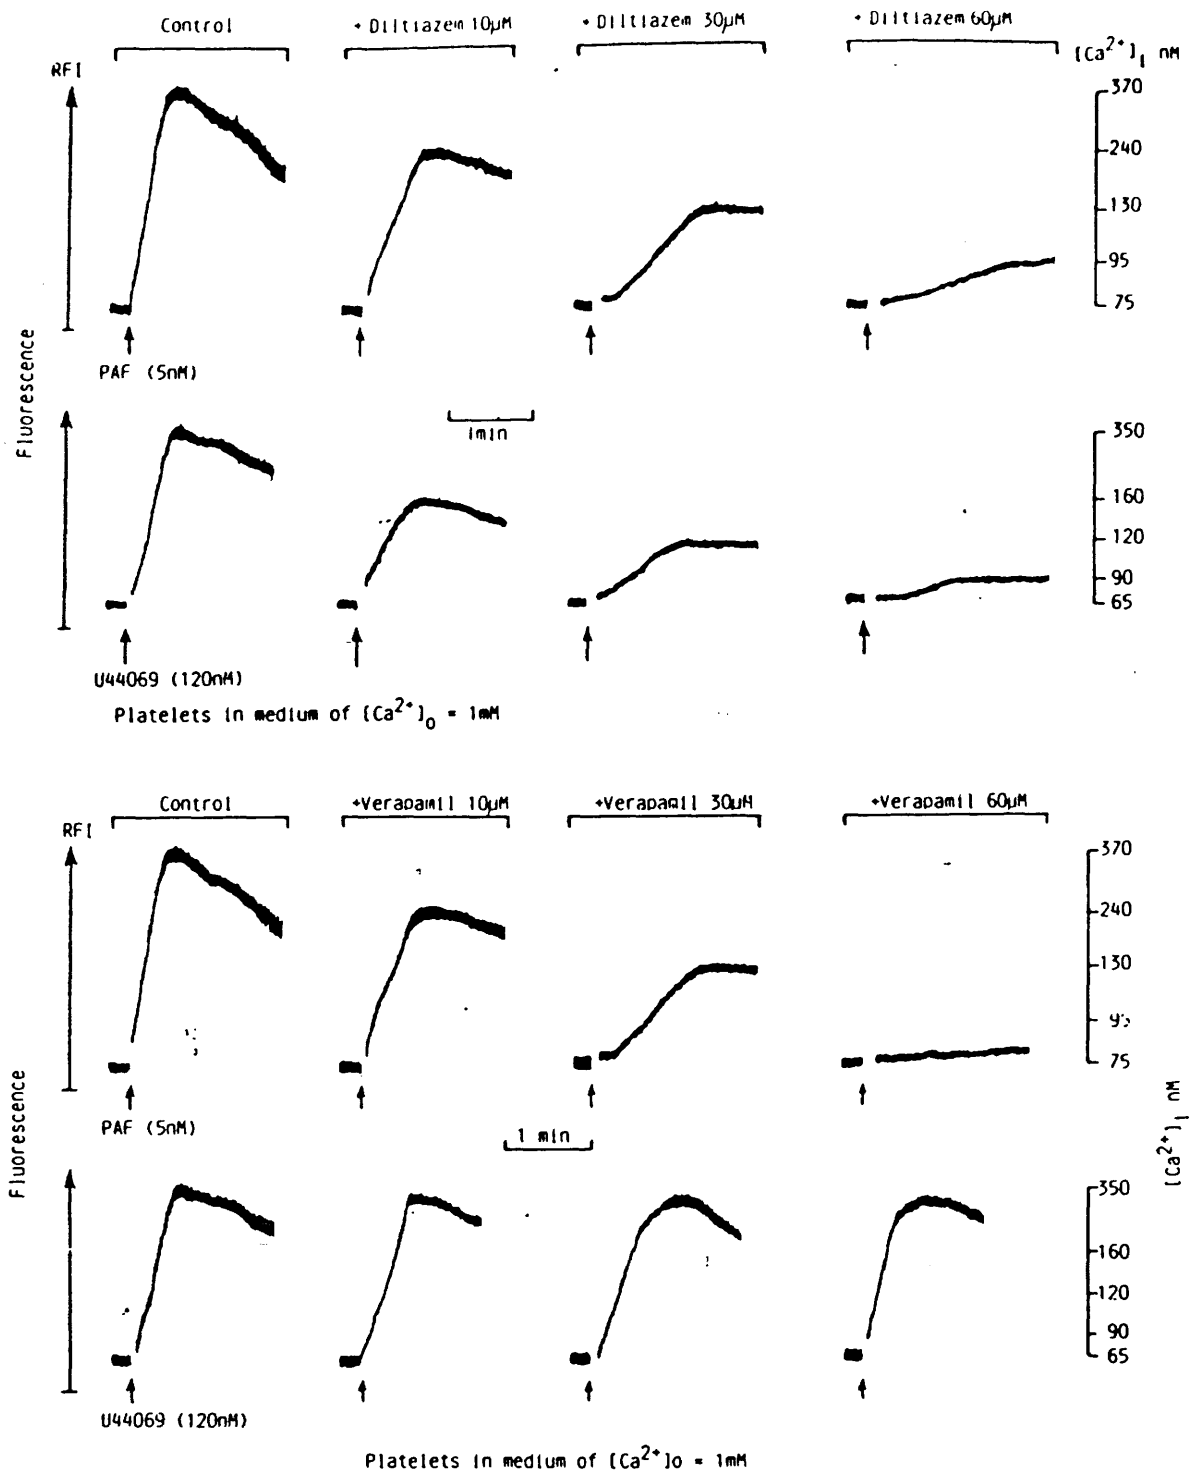 Control
+ Diltiazem 10µM
+ Diltiazem 30µM
+ Diltiazem 60µM
RFI
[Ca²⁺]i nM
370
240
130
95
75
Fluorescence
PAF (5nM)
1min
350
160
120
90
65
U44069 (120nM)
Platelets in medium of [Ca²⁺]o = 1mM
Control
+Verapamil 10µM
+Verapamil 30µM
+Verapamil 60µM
RFI
370
240
130
95
75
Fluorescence
[Ca²⁺]i nM
PAF (5nM)
1 min
350
160
120
90
65
U44069 (120nM)
Platelets in medium of [Ca²⁺]o = 1mM